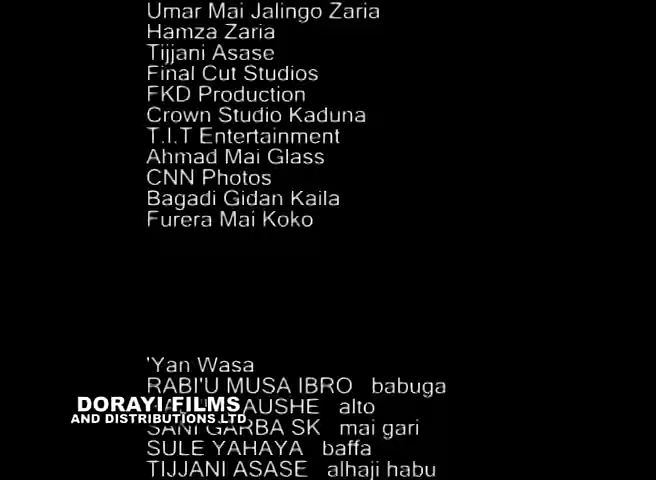 Umar Mai Jalingo Zaria
Hamza Zaria
Tijjani Asase
Final Cut Studios
FKD Production
Crown Studio Kaduna
T.I.T Entertainment
Ahmad Mai Glass
CNN Photos
Bagadi Gidan Kaila
Furera Mai Koko
'Yan Wasa
RABI'U MUSA IBRO babuga
DORAYI FILMS
AUSHE alto
AND DISTRIBUTIONS LTD
SANI GARBA SK mai gari
SULE YAHAYA baffa
TIJJANI ASASE alhaji habu